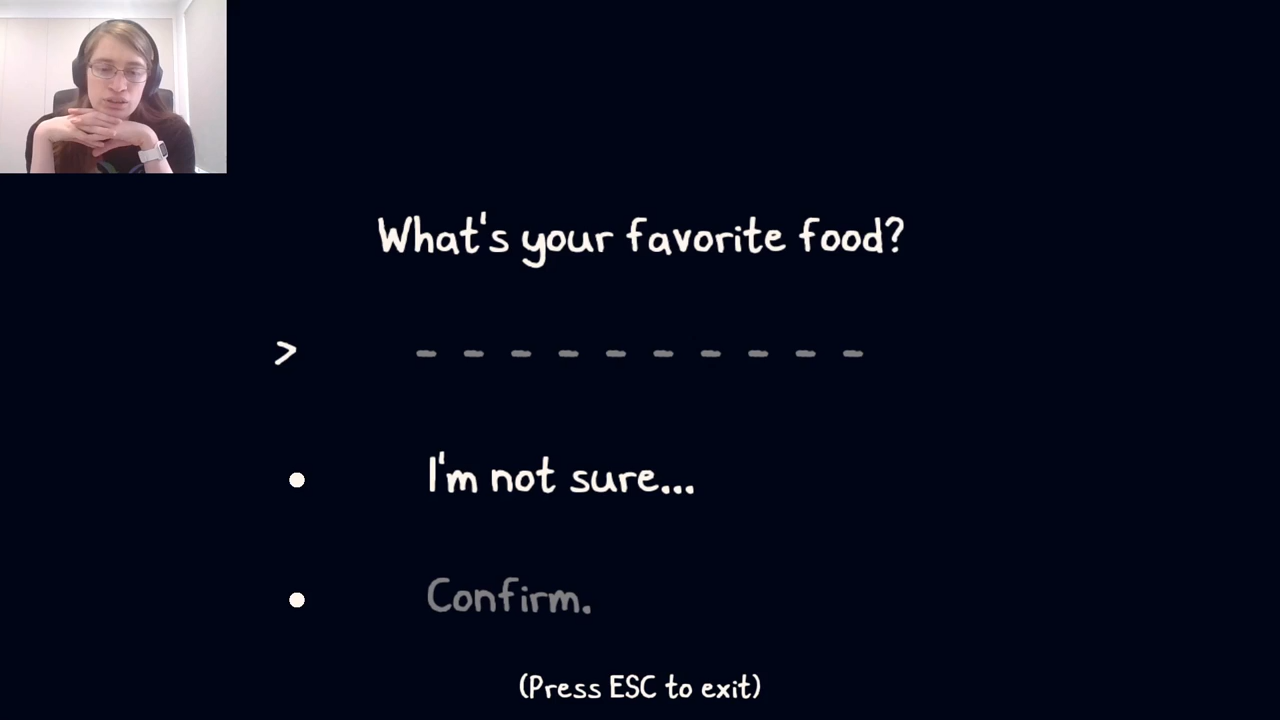 What's your favorite food?
> - - - - - - - - - -
• I'm not sure...
• Confirm.
(Press ESC to exit)